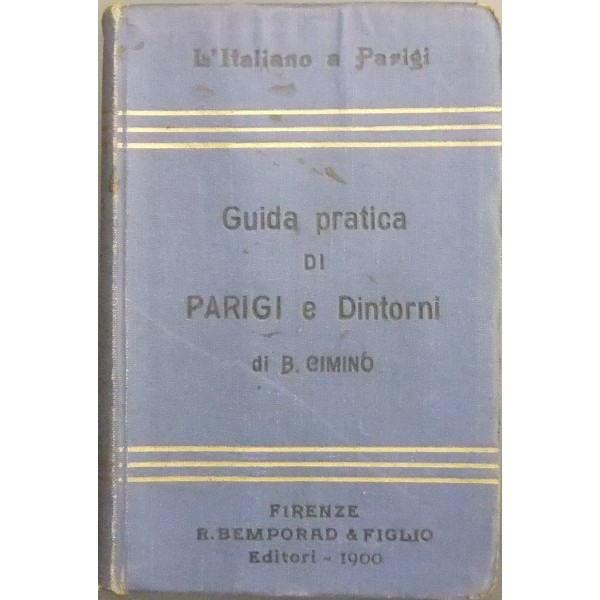 L'Italiano a Parigi
Guida pratica
DI
PARIGI e Dintorni
di B. CIMINO
FIRENZE
R. BEMPORAD & FIGLIO
Editori - 1900